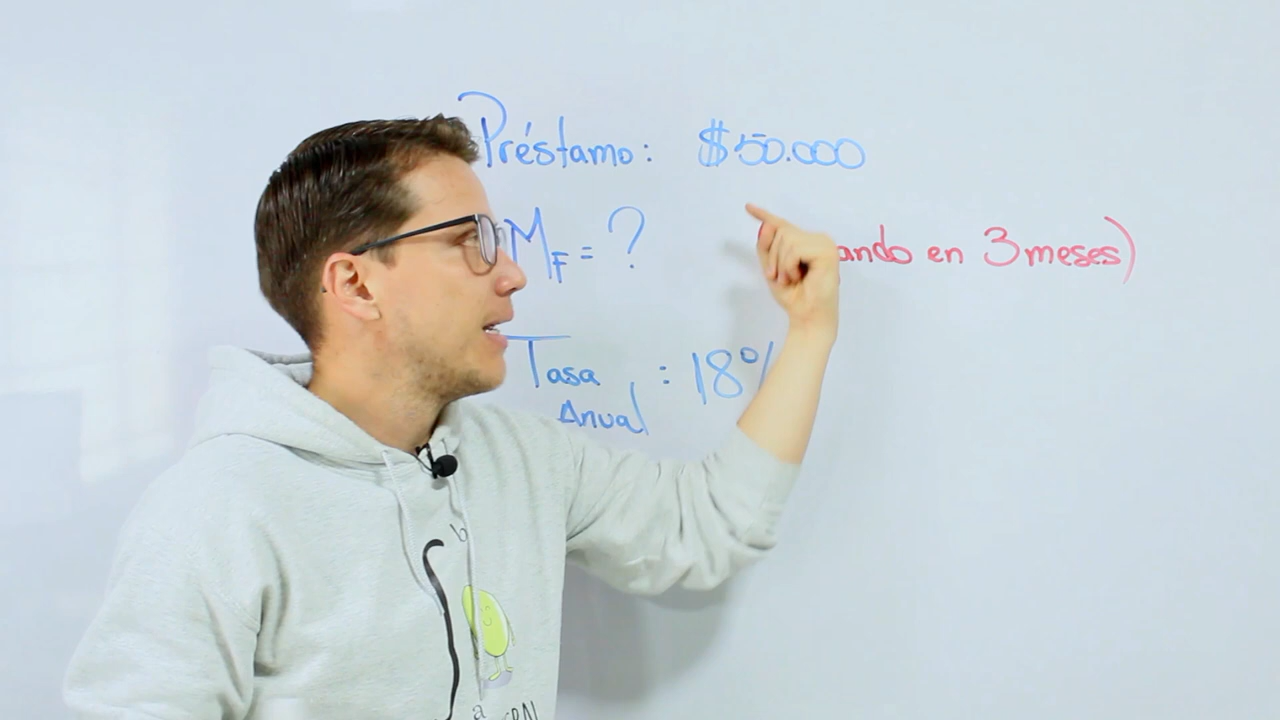 Préstamo: $50.000
M_F = ? ando en 3 meses)
Tasa : 18%
Anual
b
a